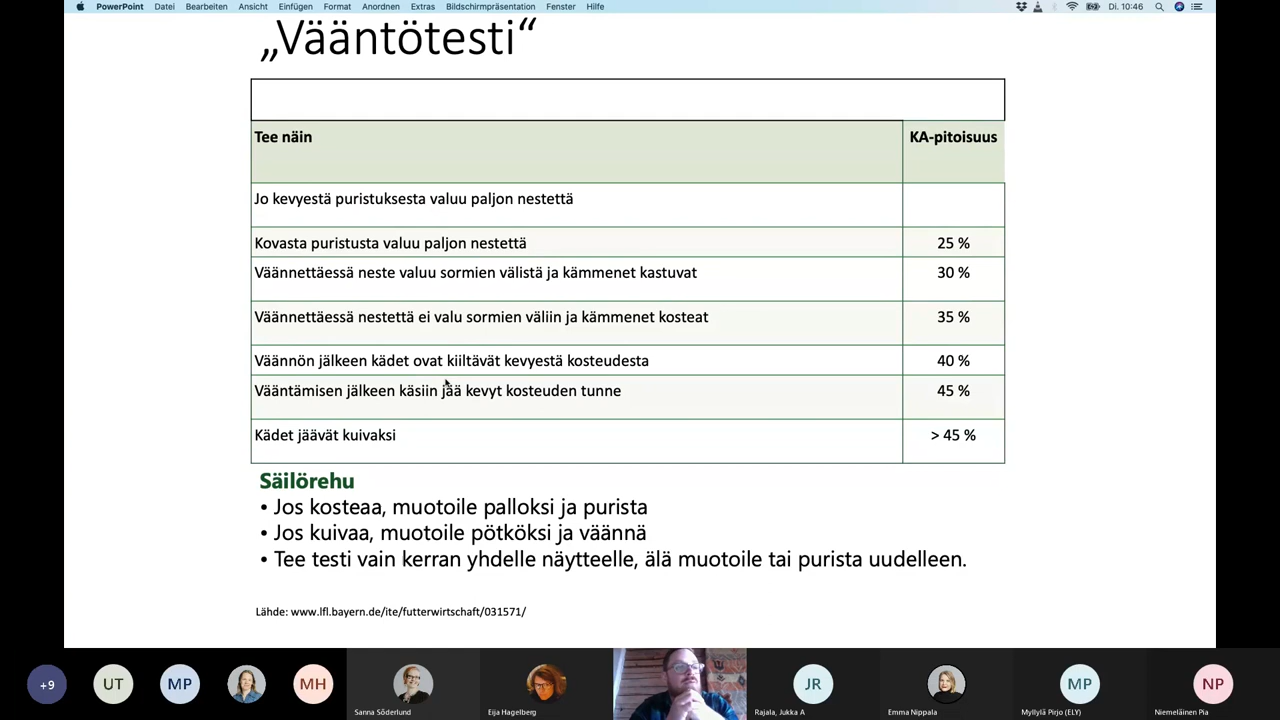 PowerPoint Datei Bearbeiten Ansicht Einfügen Format Anordnen Extras Bildschirmpräsentation Fenster Hilfe Di. 10:46
„Vääntötesti“
Tee näin KA-pitoisuus
Jo kevyestä puristuksesta valuu paljon nestettä
Kovasta puristusta valuu paljon nestettä 25 %
Väännettäessä neste valuu sormien välistä ja kämmenet kastuvat 30 %
Väännettäessä nestettä ei valu sormien väliin ja kämmenet kosteat 35 %
Väännön jälkeen kädet ovat kiiltävät kevyestä kosteudesta 40 %
Vääntämisen jälkeen käsiin jää kevyt kosteuden tunne 45 %
Kädet jäävät kuivaksi > 45 %
Säilörehu
• Jos kosteaa, muotoile palloksi ja purista
• Jos kuivaa, muotoile pötköksi ja väännä
• Tee testi vain kerran yhdelle näytteelle, älä muotoile tai purista uudelleen.
Lähde: www.lfl.bayern.de/ite/futterwirtschaft/031571/
+9 UT MP MH JR MP NP
Sanna Söderlund Eija Hagelberg Rajala, Jukka A Emma Nippala Myllylä Pirjo (ELY) Niemeläinen Pia